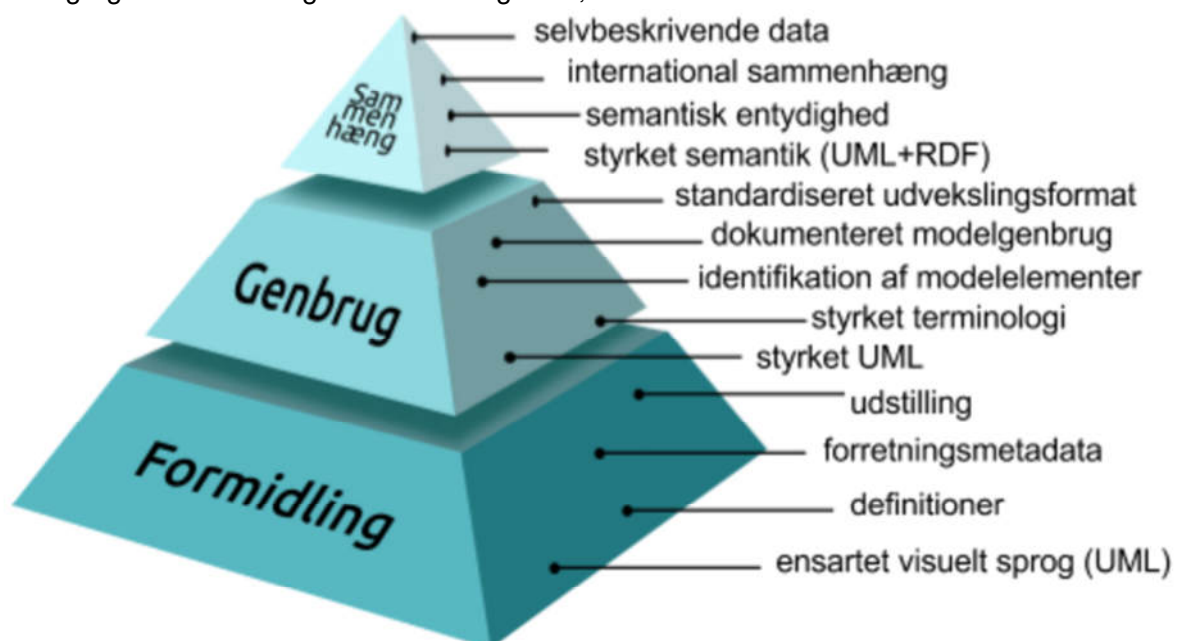 selvbeskrivende data
international sammenhæng
semantisk entydighed
styrket semantik (UML+RDF)
Sam
men
hæng
standardiseret udvekslingsformat
dokumenteret modelgenbrug
identifikation af modelelementer
styrket terminologi
styrket UML
Genbrug
udstilling
forretningsmetadata
definitioner
ensartet visuelt sprog (UML)
Formidling